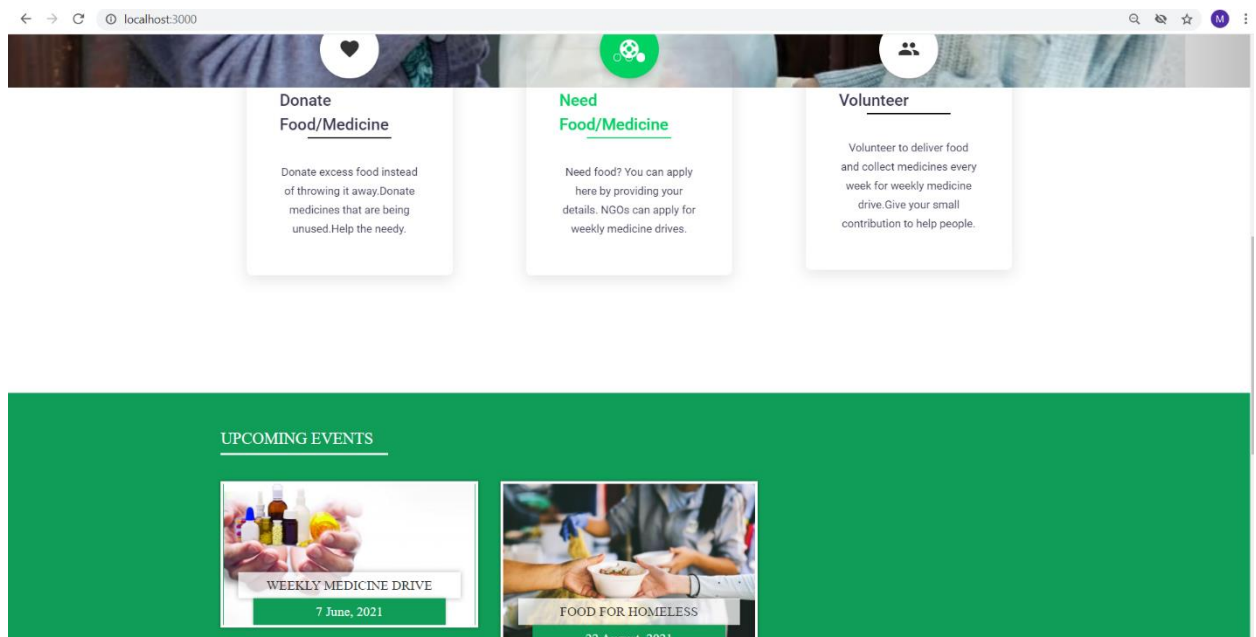 localhost:3000
M
Donate
Food/Medicine
Donate excess food instead
of throwing it away.Donate
medicines that are being
unused.Help the needy.
Need
Food/Medicine
Need food? You can apply
here by providing your
details. NGOs can apply for
weekly medicine drives.
Volunteer
Volunteer to deliver food
and collect medicines every
week for weekly medicine
drive.Give your small
contribution to help people.
UPCOMING EVENTS
WEEKLY MEDICINE DRIVE
7 June, 2021
FOOD FOR HOMELESS